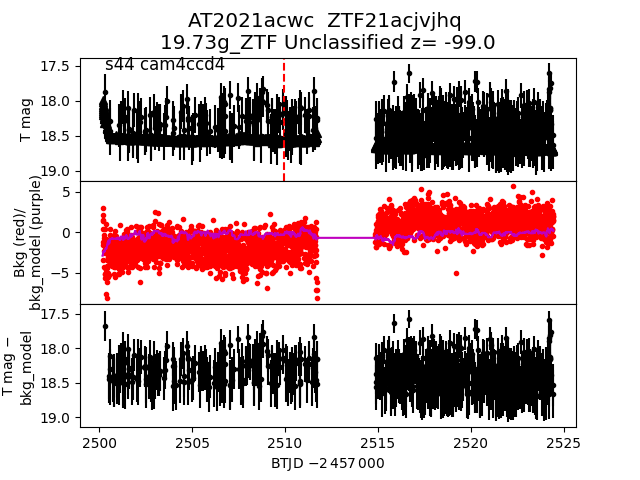 AT2021acwc  ZTF21acjvjhq
19.73g_ZTF Unclassified z= -99.0
s44 cam4ccd4
17.5
18.0
18.5
19.0
T mag
5
0
−5
Bkg (red)/
bkg_model (purple)
17.5
18.0
18.5
19.0
T mag −
bkg_model
2500 2505 2510 2515 2520 2525
BTJD −2 457 000